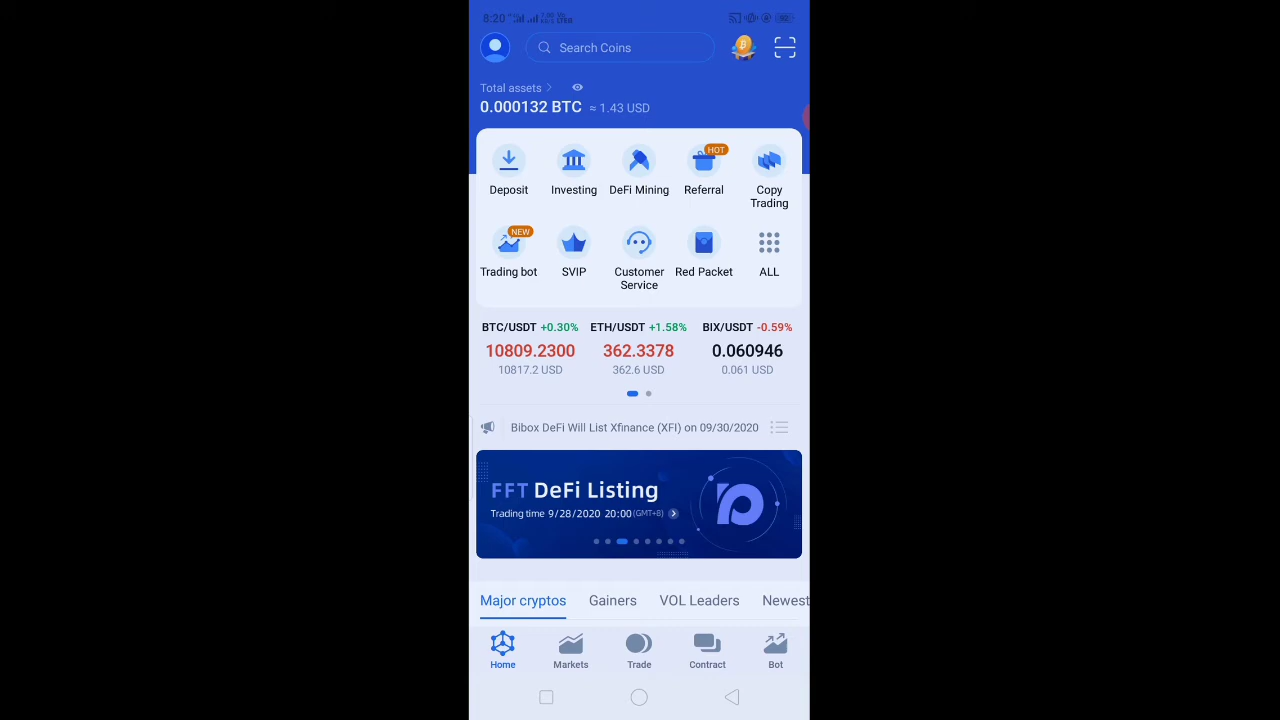 8:20
Search Coins
Total assets
0.000132 BTC ≈ 1.43 USD
HOT
Deposit Investing DeFi Mining Referral Copy Trading
NEW
Trading bot SVIP Customer Service Red Packet ALL
BTC/USDT +0.30% ETH/USDT +1.58% BIX/USDT -0.59%
10809.2300 362.3378 0.060946
10817.2 USD 362.6 USD 0.061 USD
Bibox DeFi Will List Xfinance (XFI) on 09/30/2020
FFT DeFi Listing
Trading time 9/28/2020 20:00(GMT+8)
Major cryptos Gainers VOL Leaders Newest
Home Markets Trade Contract Bot